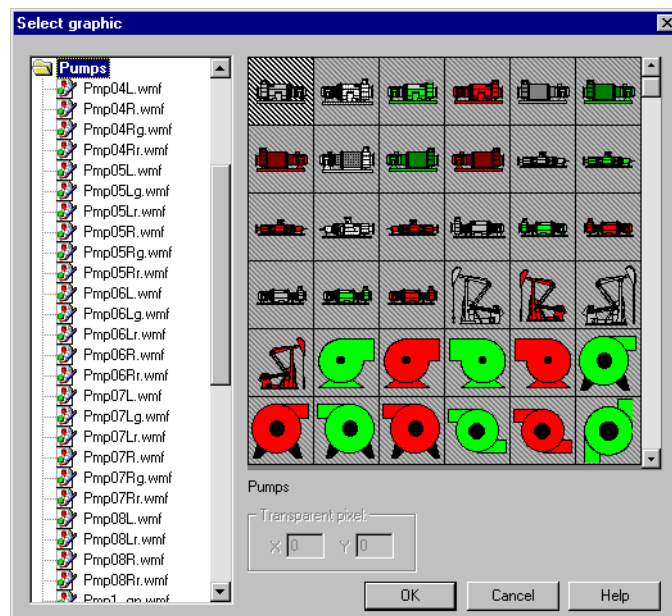 Select graphic
Pumps
Pmp04L.wmf
Pmp04R.wmf
Pmp04Rg.wmf
Pmp04Rr.wmf
Pmp05L.wmf
Pmp05Lg.wmf
Pmp05Lr.wmf
Pmp05R.wmf
Pmp05Rg.wmf
Pmp05Rr.wmf
Pmp06L.wmf
Pmp06Lg.wmf
Pmp06Lr.wmf
Pmp06R.wmf
Pmp06Rr.wmf
Pmp07L.wmf
Pmp07Lg.wmf
Pmp07Lr.wmf
Pmp07R.wmf
Pmp07Rg.wmf
Pmp07Rr.wmf
Pmp08L.wmf
Pmp08Lr.wmf
Pmp08R.wmf
Pmp08Rr.wmf
Pumps
Transparent pixel:
X 0 Y 0
OK Cancel Help